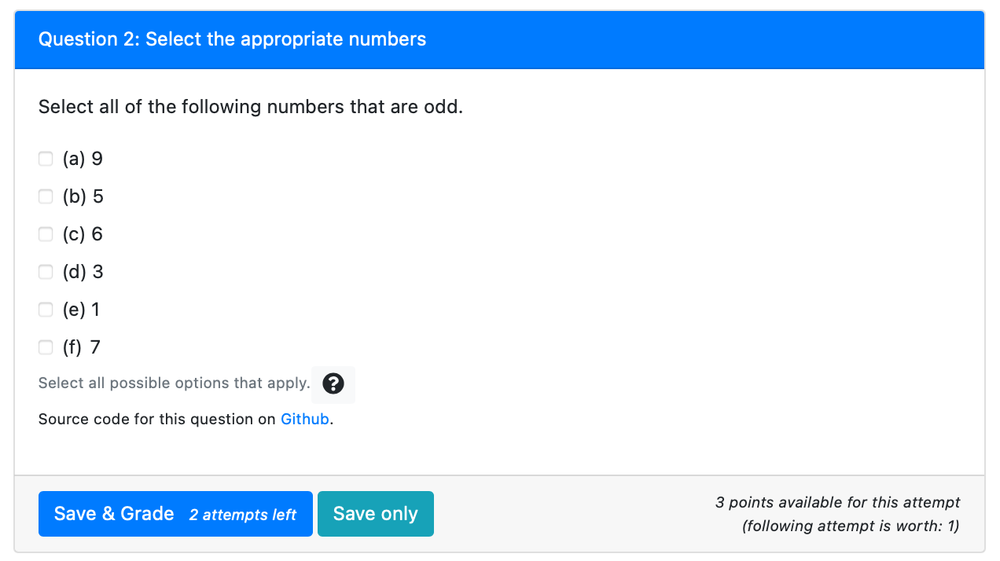 Question 2: Select the appropriate numbers
Select all of the following numbers that are odd.
(a) 9
(b) 5
(c) 6
(d) 3
(e) 1
(f) 7
Select all possible options that apply. ?
Source code for this question on Github.
Save & Grade 2 attempts left Save only
3 points available for this attempt
(following attempt is worth: 1)